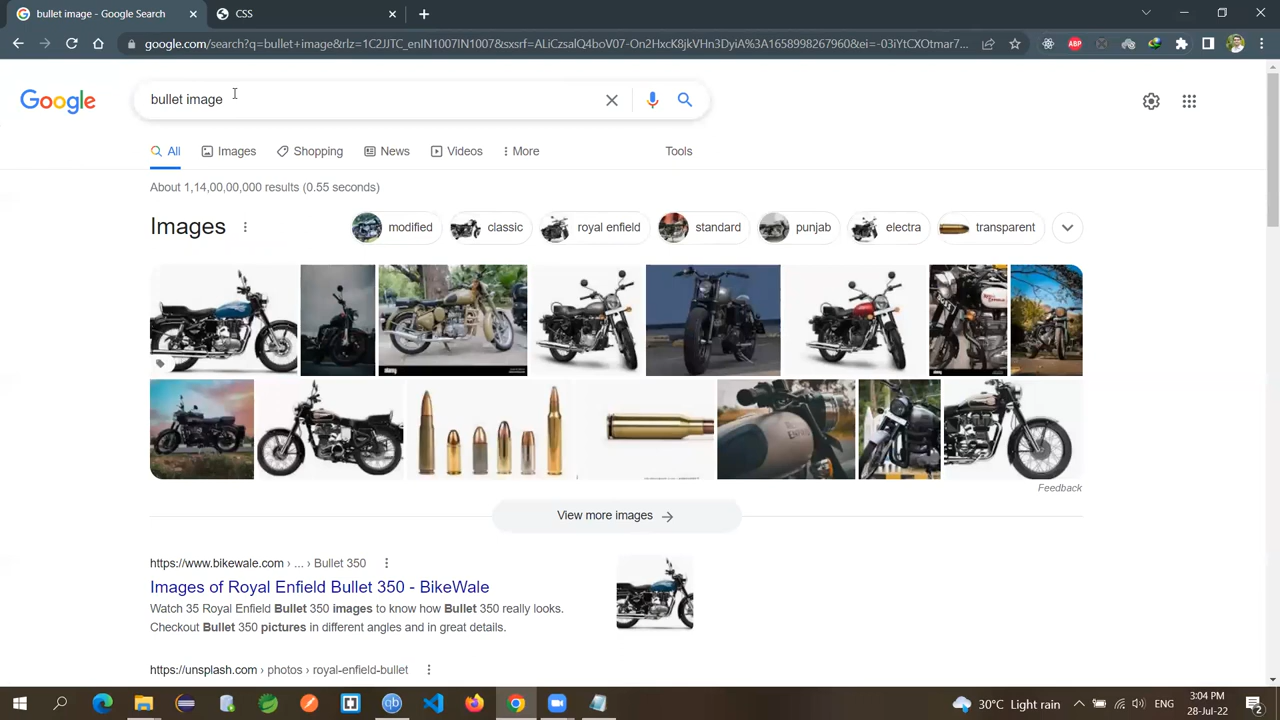 bullet image - Google Search
CSS
google.com/search?q=bullet+image&rlz=1C2JJTC_enIN1007IN1007&sxsrf=ALiCzsalQ4boV07-On2HxcK8jkVHn3DyiA%3A1658998267960&ei=-03iYtCXOtmar7...
ABP
Google
bullet image
All
Images
Shopping
News
Videos
More
Tools
About 1,14,00,00,000 results (0.55 seconds)
Images
modified
classic
royal enfield
standard
punjab
electra
transparent
Feedback
View more images
https://www.bikewale.com › ... › Bullet 350
Images of Royal Enfield Bullet 350 - BikeWale
Watch 35 Royal Enfield Bullet 350 images to know how Bullet 350 really looks.
Checkout Bullet 350 pictures in different angles and in great details.
https://unsplash.com › photos › royal-enfield-bullet
30°C Light rain
ENG
3:04 PM
28-Jul-22
2